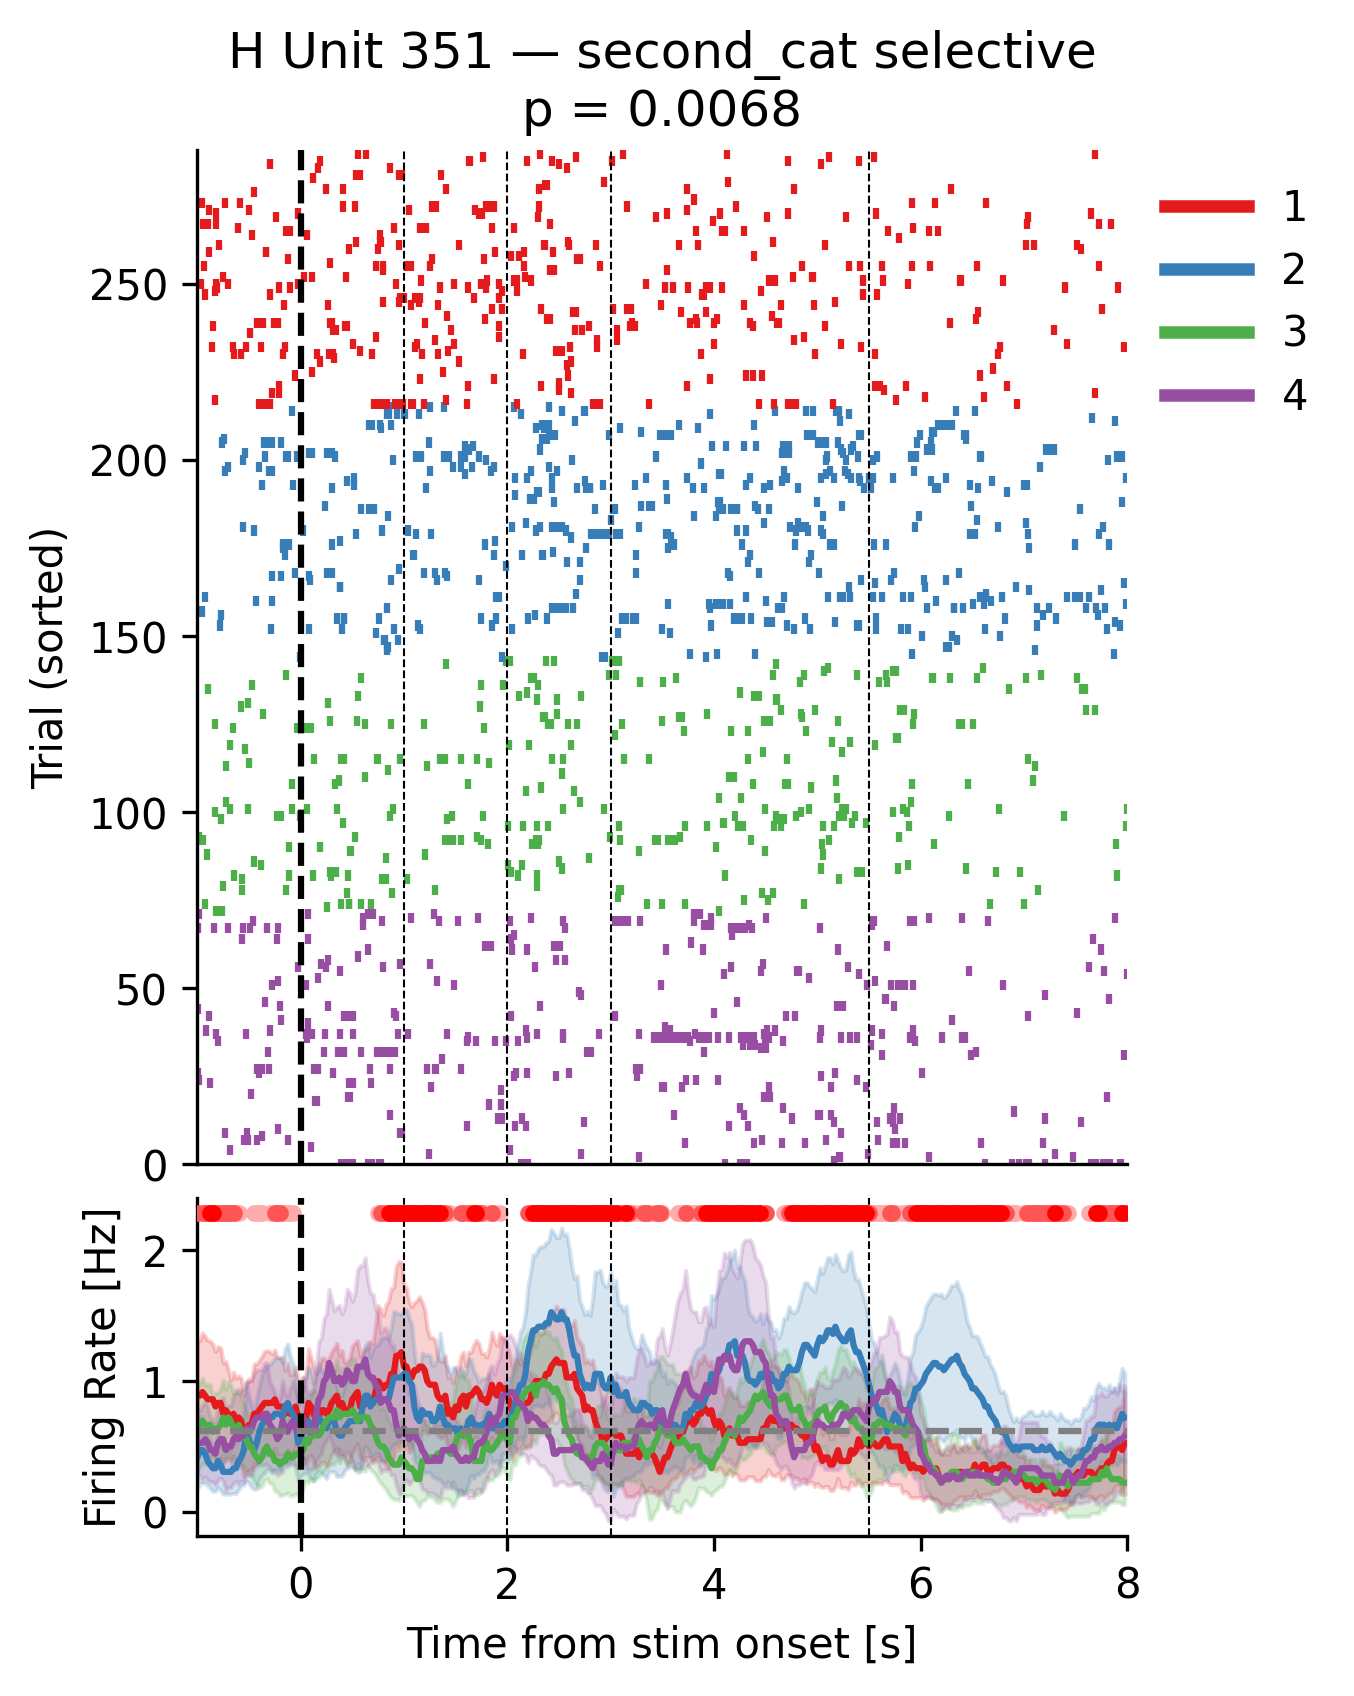 H Unit 351 — second_cat selective
p = 0.0068
1
2
3
4
Trial (sorted)
250
200
150
100
50
0
Firing Rate [Hz]
2
1
0
0 2 4 6 8
Time from stim onset [s]